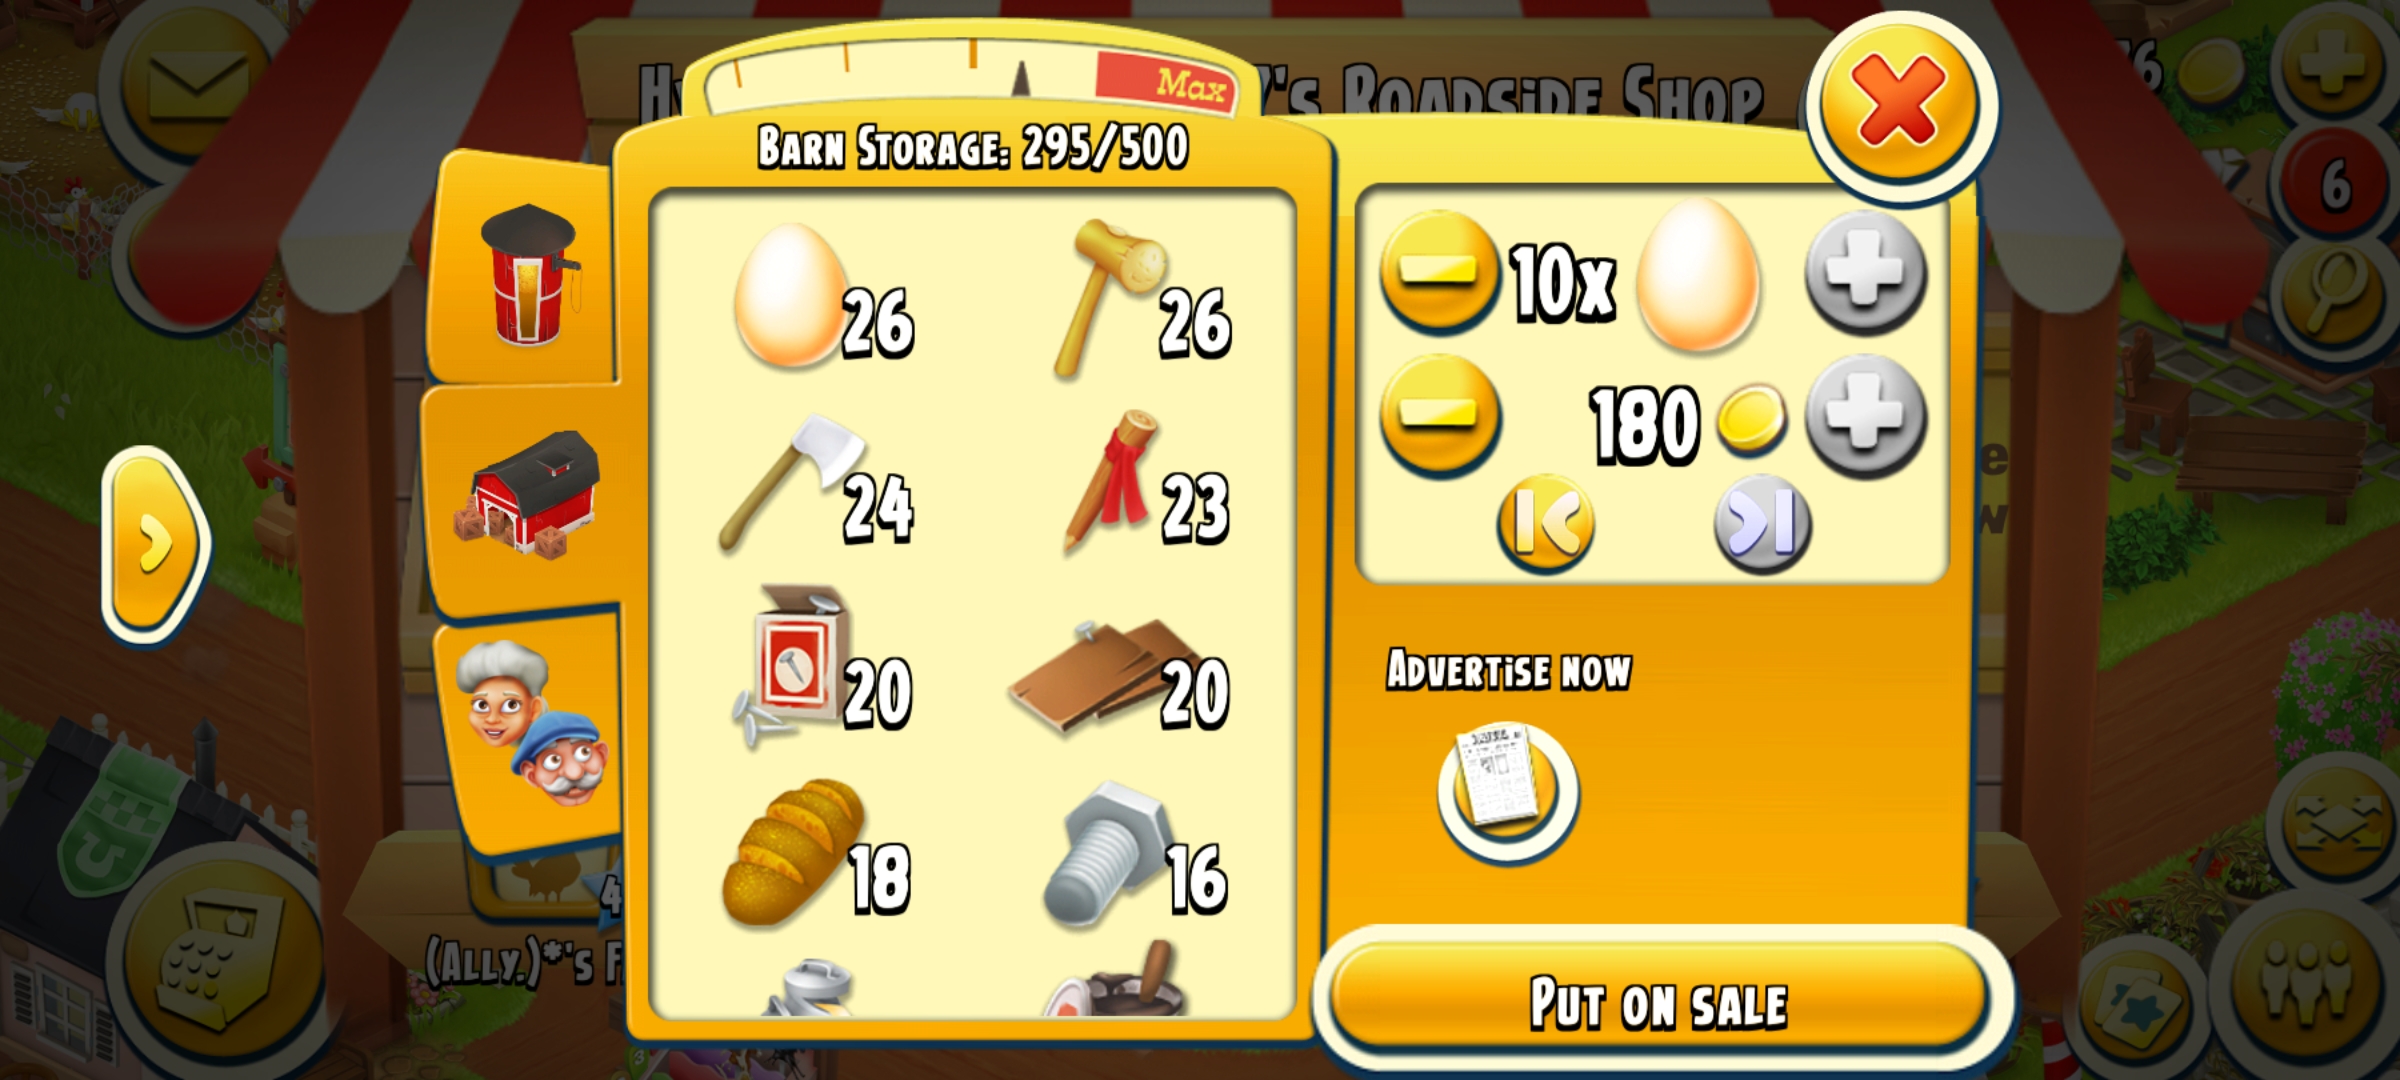 's Roadside Shop
Max
Barn Storage: 295/500
6
26
26
10x
180
24
23
20
20
Advertise now
18
16
(Ally.)*'s
Put on sale